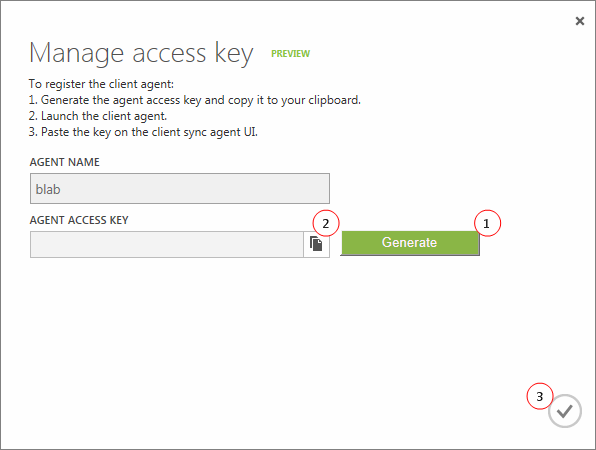 Manage access key PREVIEW
To register the client agent:
1. Generate the agent access key and copy it to your clipboard.
2. Launch the client agent.
3. Paste the key on the client sync agent UI.
AGENT NAME
blab
AGENT ACCESS KEY
2
1
Generate
3